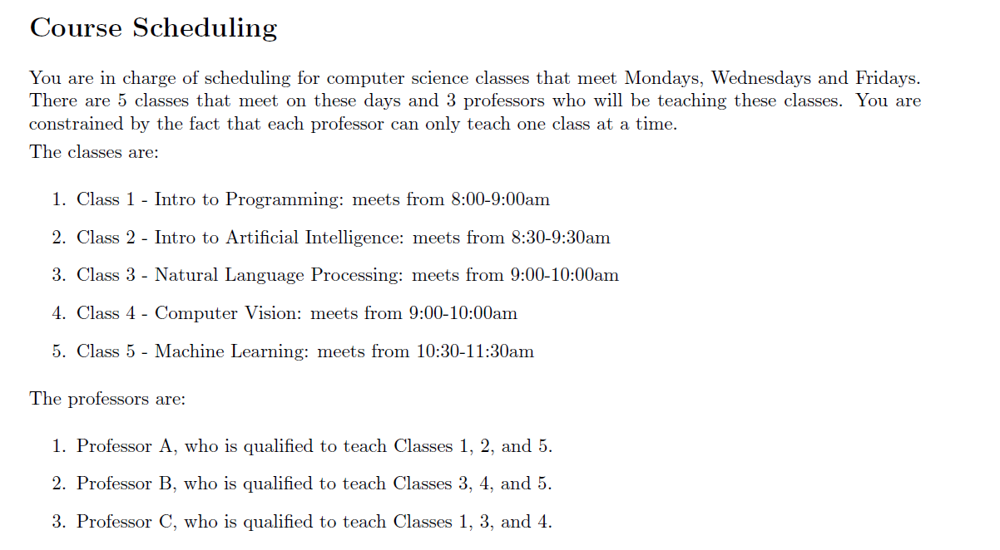 Course Scheduling
You are in charge of scheduling for computer science classes that meet Mondays, Wednesdays and Fridays.
There are 5 classes that meet on these days and 3 professors who will be teaching these classes. You are
constrained by the fact that each professor can only teach one class at a time.
The classes are:
1. Class 1 - Intro to Programming: meets from 8:00-9:00am
2. Class 2 - Intro to Artificial Intelligence: meets from 8:30-9:30am
3. Class 3 - Natural Language Processing: meets from 9:00-10:00am
4. Class 4 - Computer Vision: meets from 9:00-10:00am
5. Class 5 - Machine Learning: meets from 10:30-11:30am
The professors are:
1. Professor A, who is qualified to teach Classes 1, 2, and 5.
2. Professor B, who is qualified to teach Classes 3, 4, and 5.
3. Professor C, who is qualified to teach Classes 1, 3, and 4.